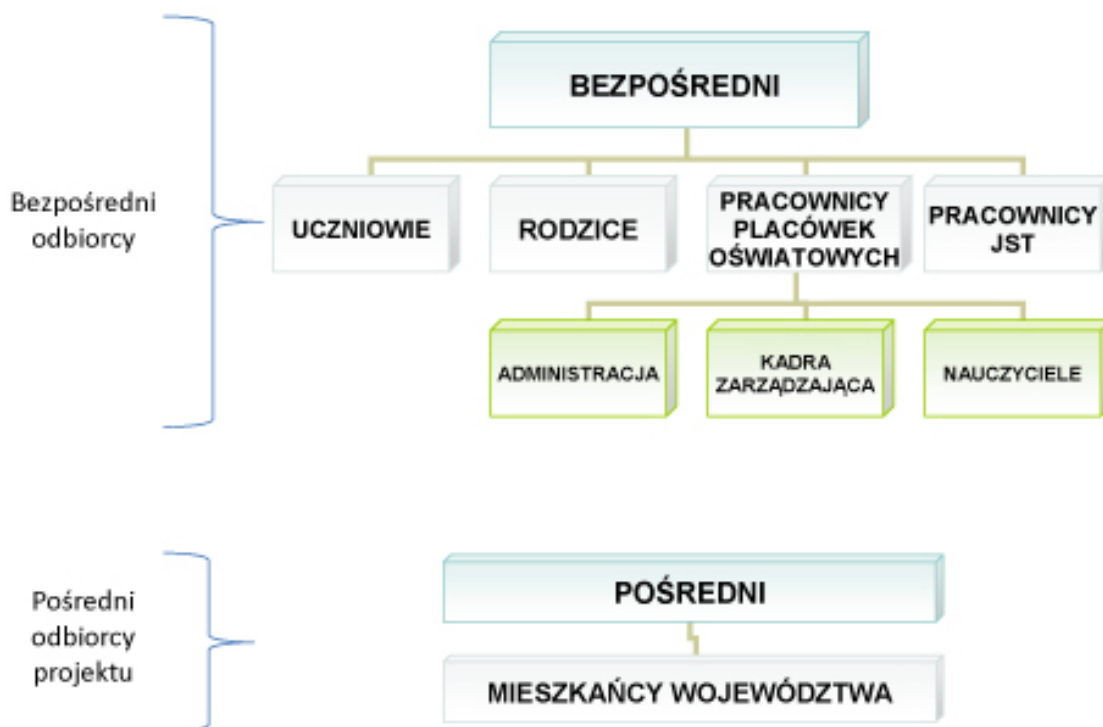 BEZPOŚREDNI
Bezpośredni
odbiorcy
UCZNIOWIE
RODZICE
PRACOWNICY
PLACÓWEK
OŚWIATOWYCH
PRACOWNICY
JST
ADMINISTRACJA
KADRA
ZARZĄDZAJĄCA
NAUCZYCIELE
Pośredni
odbiorcy
projektu
POŚREDNI
MIESZKAŃCY WOJEWÓDZTWA